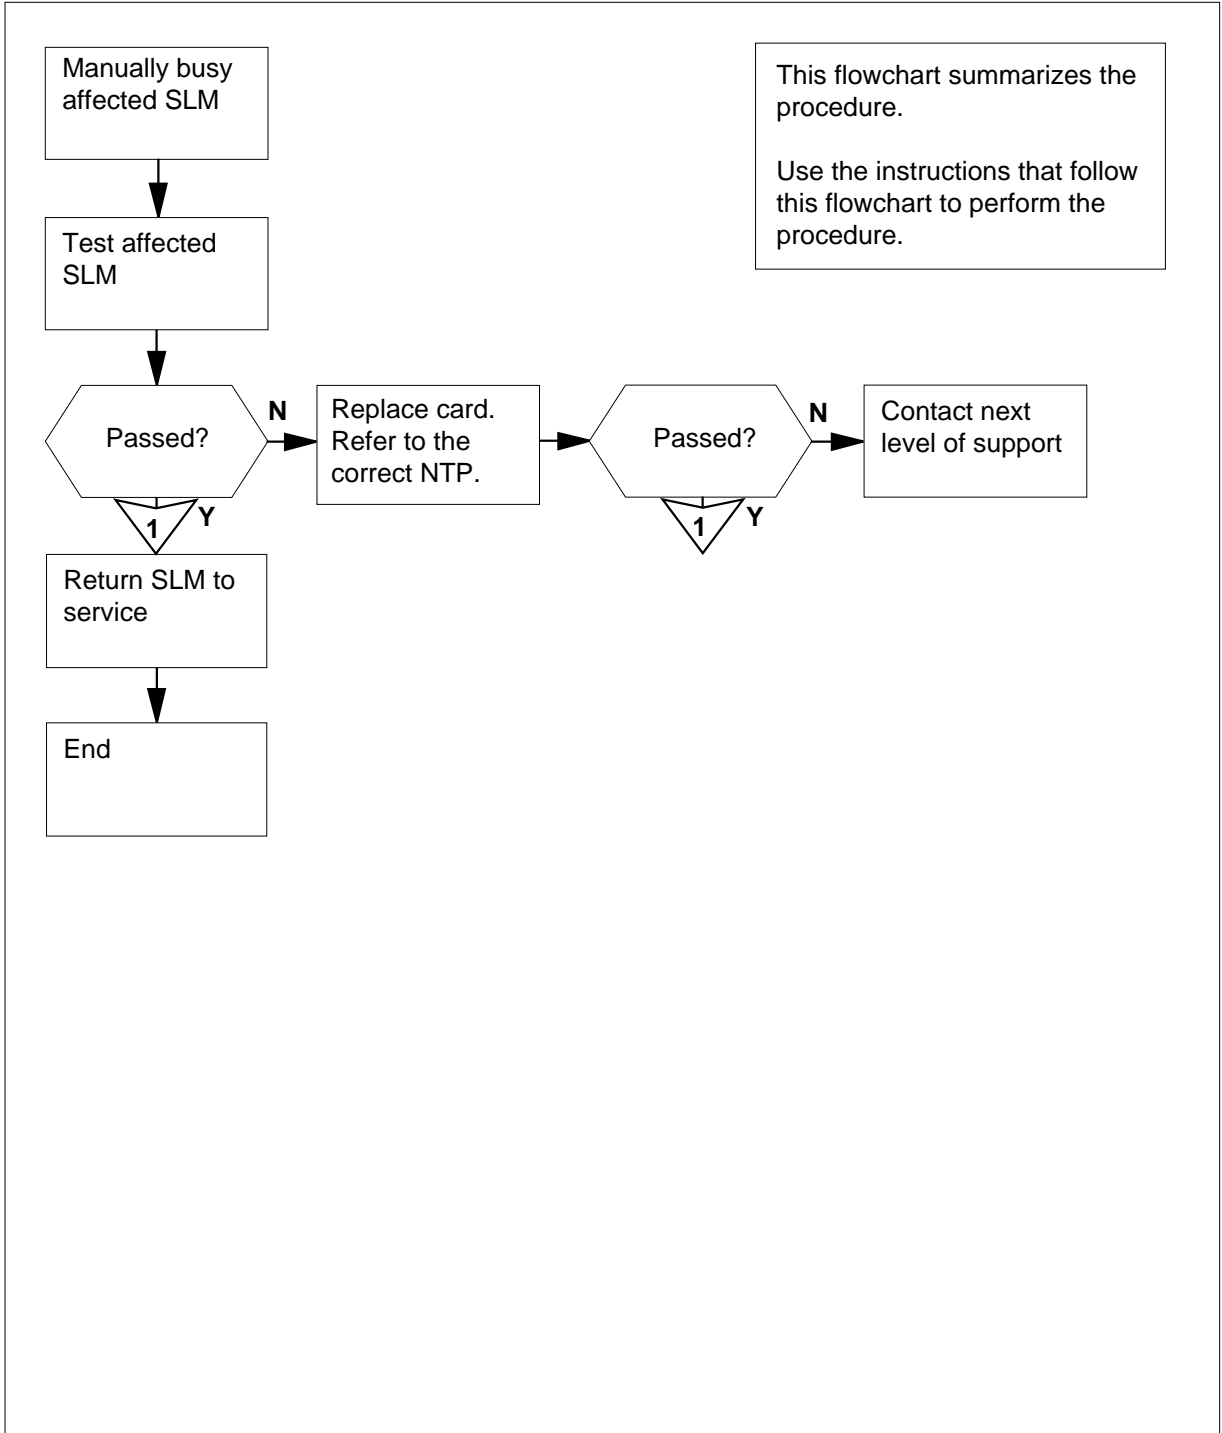 Manually busy
affected SLM
This flowchart summarizes the
procedure.
Use the instructions that follow
this flowchart to perform the
procedure.
Test affected
SLM
Passed?
N
Replace card.
Refer to the
correct NTP.
Passed?
N
Contact next
level of support
1
Y
1
Y
Return SLM to
service
End